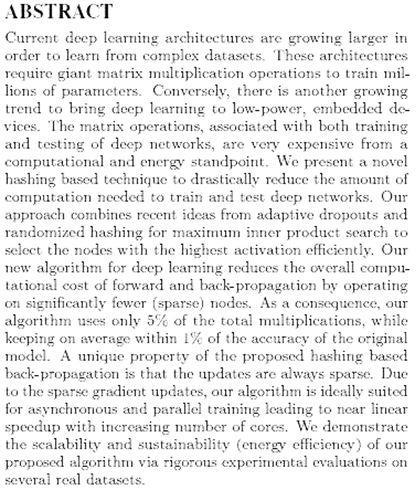 ABSTRACT
Current deep learning architectures are growing larger in
order to learn from complex datasets. These architectures
require giant matrix multiplication operations to train mil-
lions of parameters. Conversely, there is another growing
trend to bring deep learning to low-power, embedded de-
vices. The matrix operations, associated with both training
and testing of deep networks, are very expensive from a
computational and energy standpoint. We present a novel
hashing based technique to drastically reduce the amount of
computation needed to train and test deep networks. Our
approach combines recent ideas from adaptive dropouts and
randomized hashing for maximum inner product search to
select the nodes with the highest activation efficiently. Our
new algorithm for deep learning reduces the overall compu-
tational cost of forward and back-propagation by operating
on significantly fewer (sparse) nodes. As a consequence, our
algorithm uses only 5% of the total multiplications, while
keeping on average within 1% of the accuracy of the original
model. A unique property of the proposed hashing based
back-propagation is that the updates are always sparse. Due
to the sparse gradient updates, our algorithm is ideally suited
for asynchronous and parallel training leading to near linear
speedup with increasing number of cores. We demonstrate
the scalability and sustainability (energy efficiency) of our
proposed algorithm via rigorous experimental evaluations on
several real datasets.